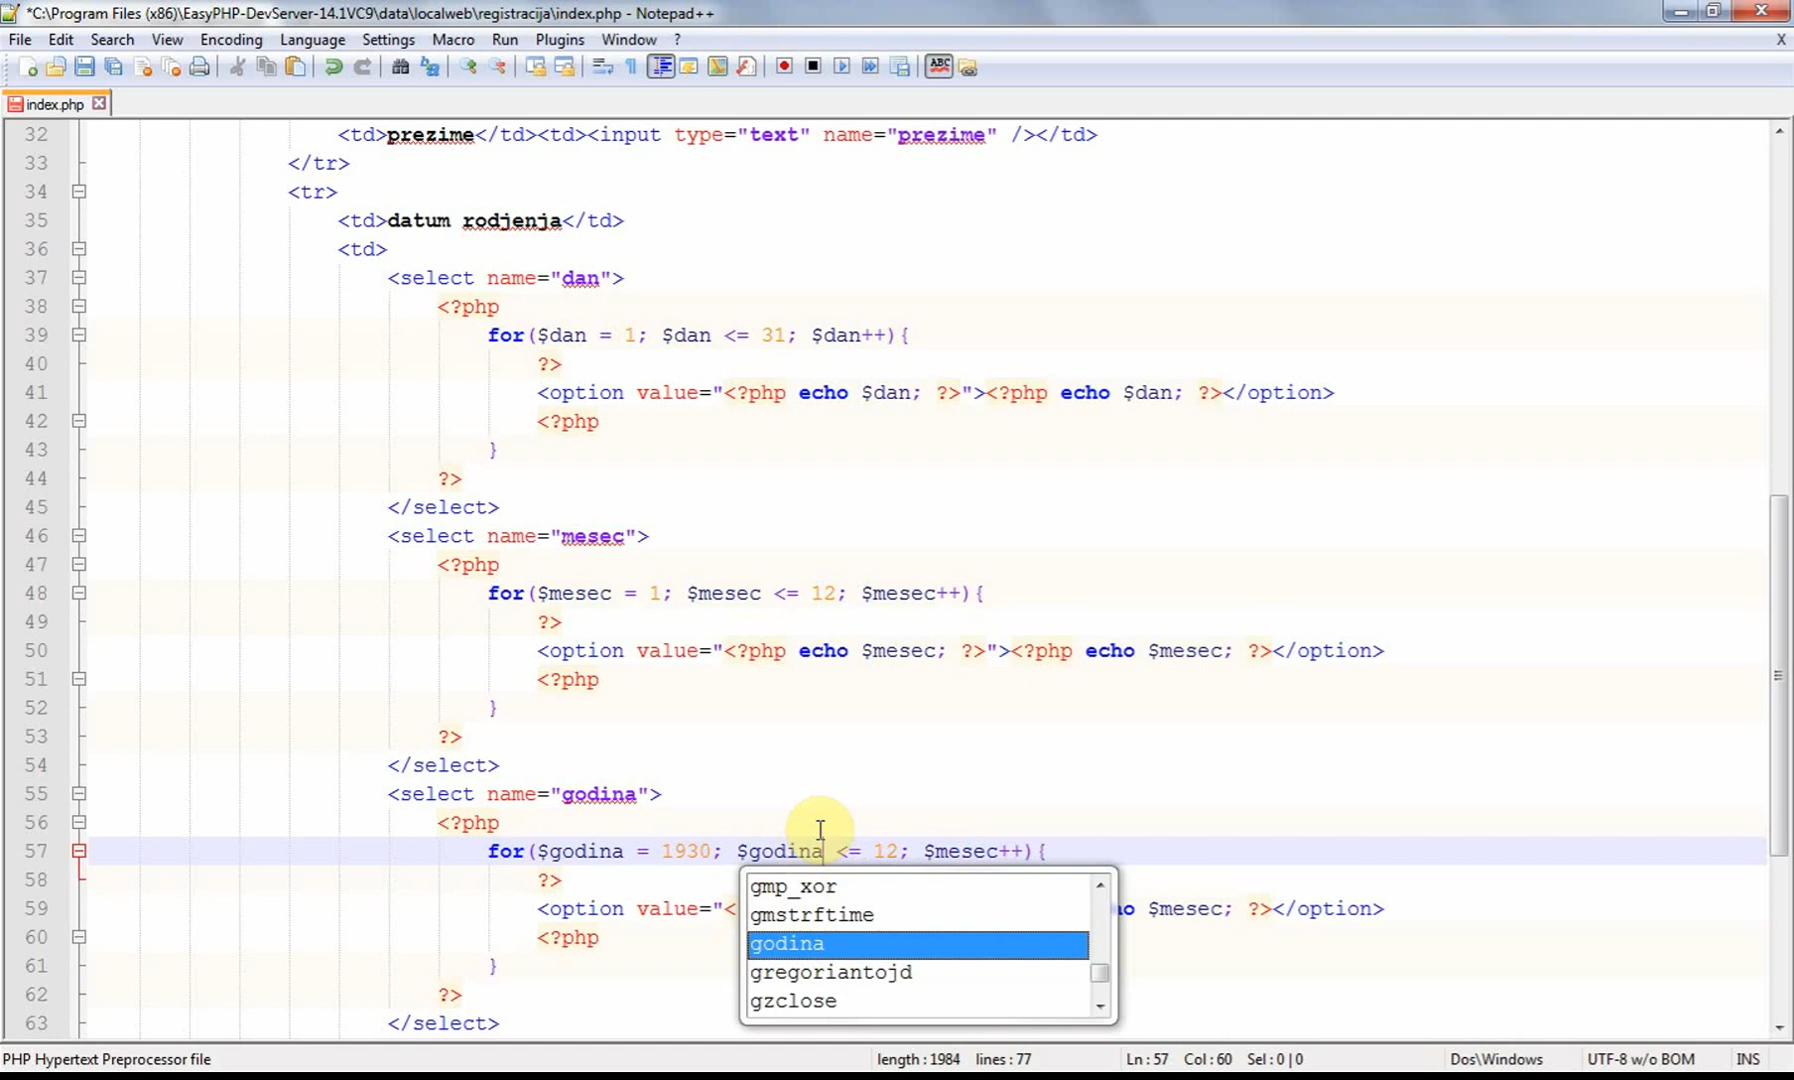 *C:\Program Files (x86)\EasyPHP-DevServer-14.1VC9\data\localweb\registracija\index.php - Notepad++
File Edit Search View Encoding Language Settings Macro Run Plugins Window ? X
index.php
32 <td>prezime</td><td><input type="text" name="prezime" /></td>
33 </tr>
34 <tr>
35 <td>datum rodjenja</td>
36 <td>
37 <select name="dan">
38 <?php
39 for($dan = 1; $dan <= 31; $dan++){
40 ?>
41 <option value="<?php echo $dan; ?>"><?php echo $dan; ?></option>
42 <?php
43 }
44 ?>
45 </select>
46 <select name="mesec">
47 <?php
48 for($mesec = 1; $mesec <= 12; $mesec++){
49 ?>
50 <option value="<?php echo $mesec; ?>"><?php echo $mesec; ?></option>
51 <?php
52 }
53 ?>
54 </select>
55 <select name="godina">
56 <?php
57 for($godina = 1930; $godina <= 12; $mesec++){
58 ?>
gmp_xor
gmstrftime
59 <option value="< ho $mesec; ?></option>
60 <?php
godina
61 }
gregoriantojd
62 ?>
gzclose
63 </select>
PHP Hypertext Preprocessor file length : 1984 lines : 77 Ln : 57 Col : 60 Sel : 0 | 0 Dos\Windows UTF-8 w/o BOM INS